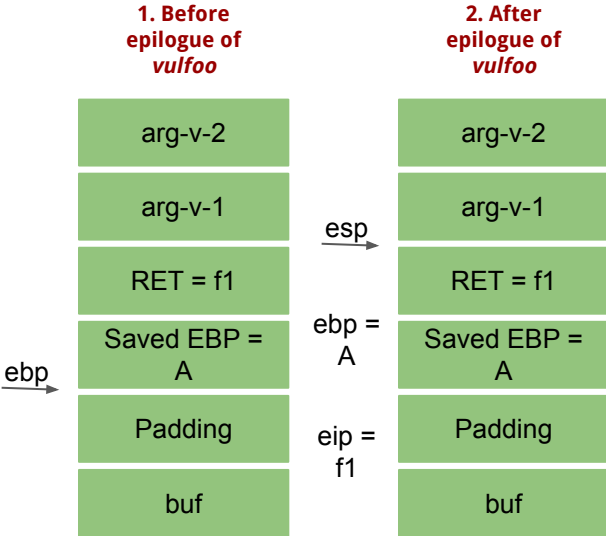 1. Before
epilogue of
vulfoo
arg-v-2
arg-v-1
RET = f1
Saved EBP =
A
Padding
buf
ebp
esp
ebp =
A
eip =
f1
2. After
epilogue of
vulfoo
arg-v-2
arg-v-1
RET = f1
Saved EBP =
A
Padding
buf